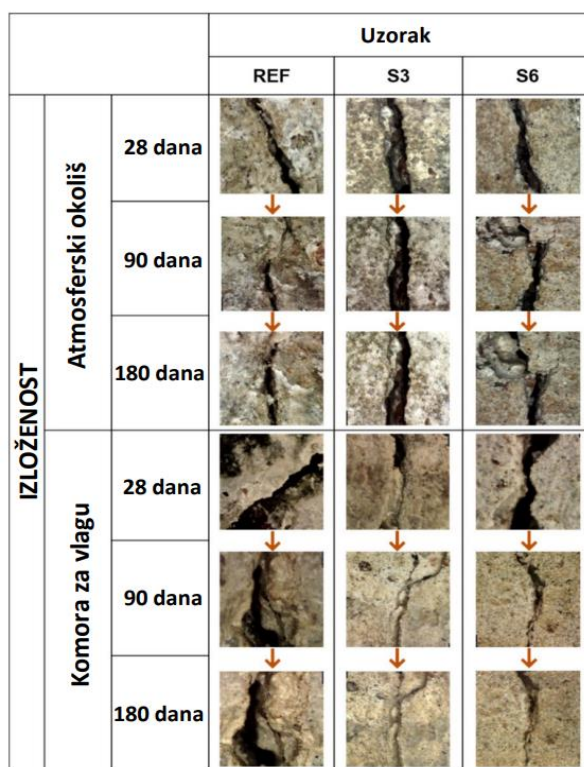 Uzorak
REF S3 S6
IZLOŽENOST
Atmosferski okoliš
28 dana
90 dana
180 dana
Komora za vlagu
28 dana
90 dana
180 dana